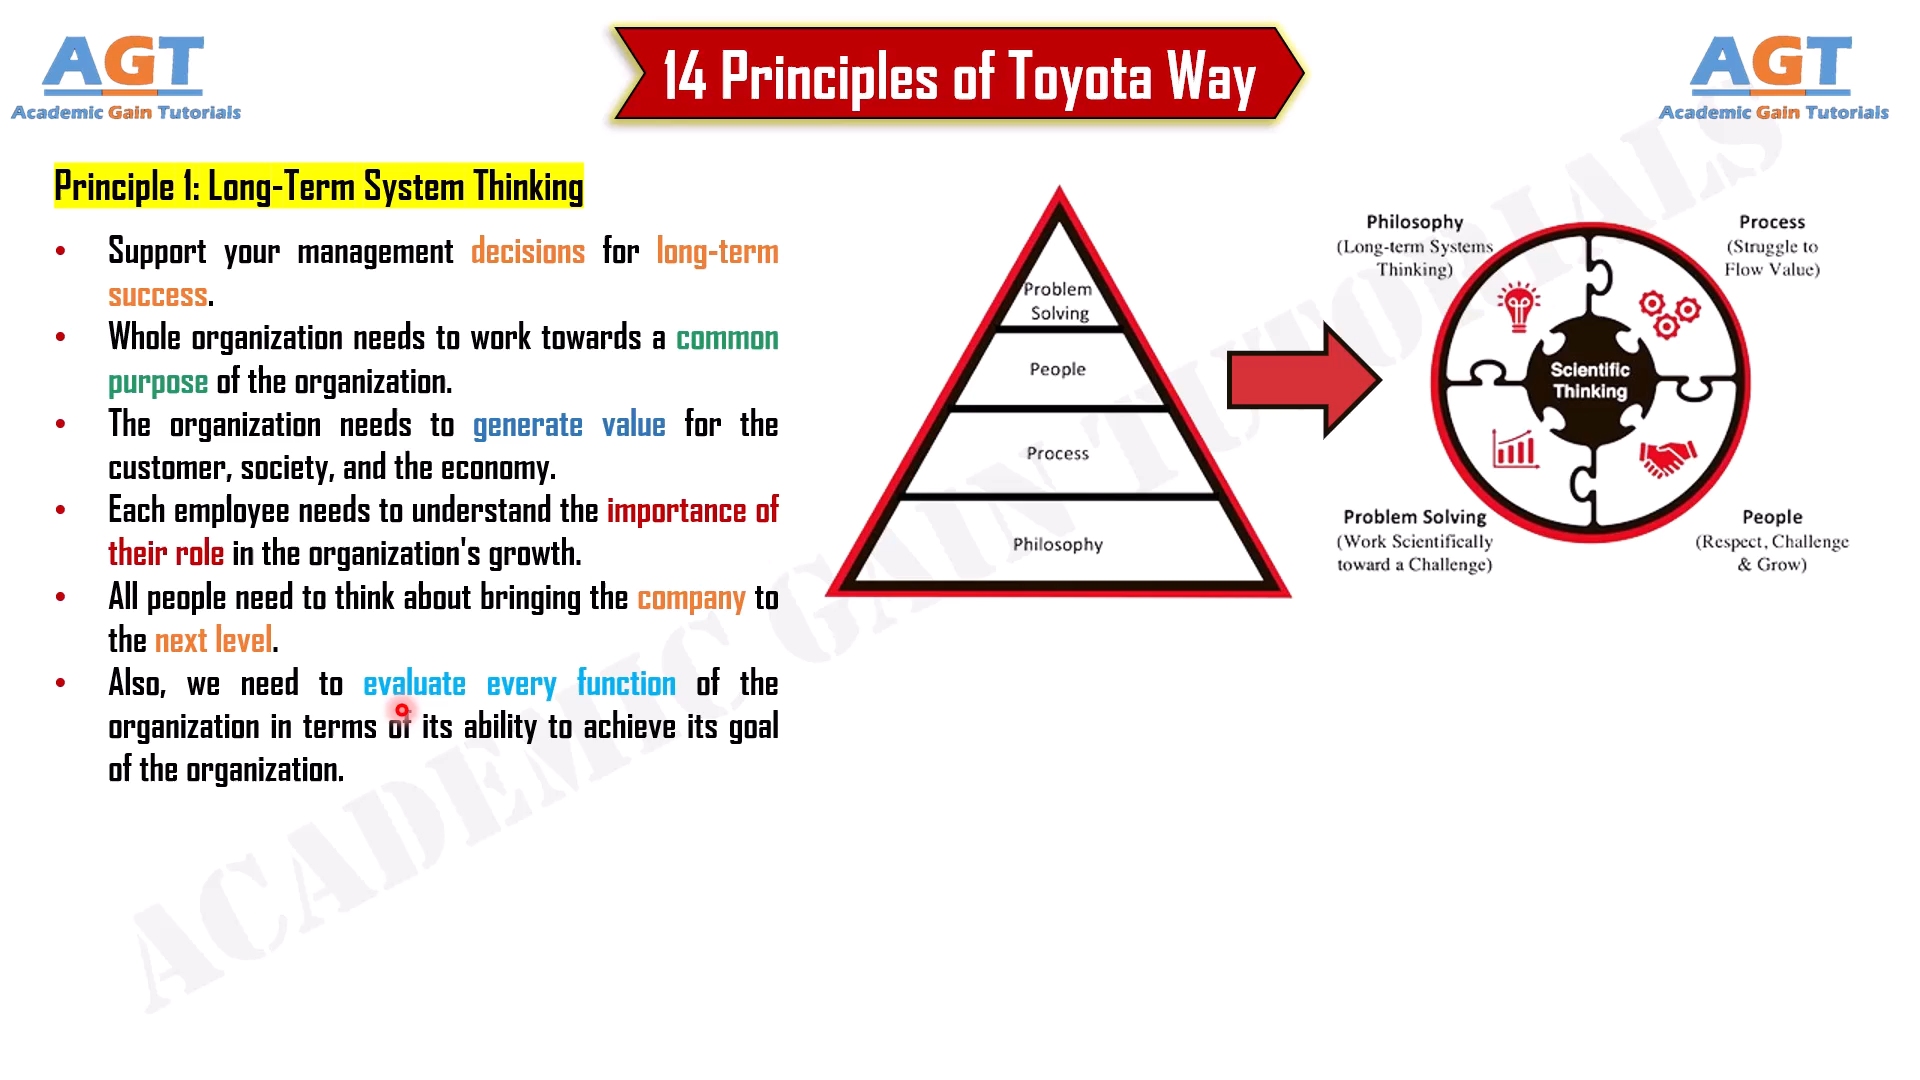 AGT
Academic Gain Tutorials
14 Principles of Toyota Way
AGT
Academic Gain Tutorials
Principle 1: Long-Term System Thinking
• Support your management decisions for long-term
success.
• Whole organization needs to work towards a common
purpose of the organization.
• The organization needs to generate value for the
customer, society, and the economy.
• Each employee needs to understand the importance of
their role in the organization's growth.
• All people need to think about bringing the company to
the next level.
• Also, we need to evaluate every function of the
organization in terms of its ability to achieve its goal
of the organization.
Problem
Solving
People
Process
Philosophy
Philosophy
(Long-term Systems
Thinking)
Process
(Struggle to
Flow Value)
Scientific
Thinking
Problem Solving
(Work Scientifically
toward a Challenge)
People
(Respect, Challenge
& Grow)
ACADEMIC GAIN TUTORIALS